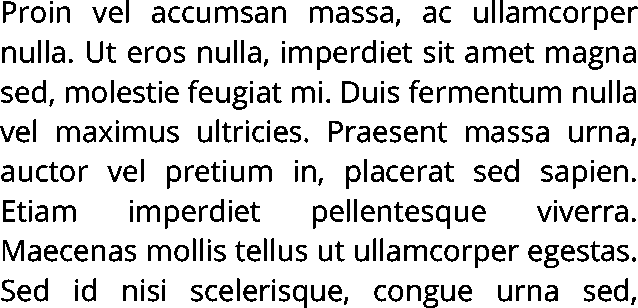 Proin vel accumsan massa, ac ullamcorper
nulla. Ut eros nulla, imperdiet sit amet magna
sed, molestie feugiat mi. Duis fermentum nulla
vel maximus ultricies. Praesent massa urna,
auctor vel pretium in, placerat sed sapien.
Etiam imperdiet pellentesque viverra.
Maecenas mollis tellus ut ullamcorper egestas.
Sed id nisi scelerisque, congue urna sed,